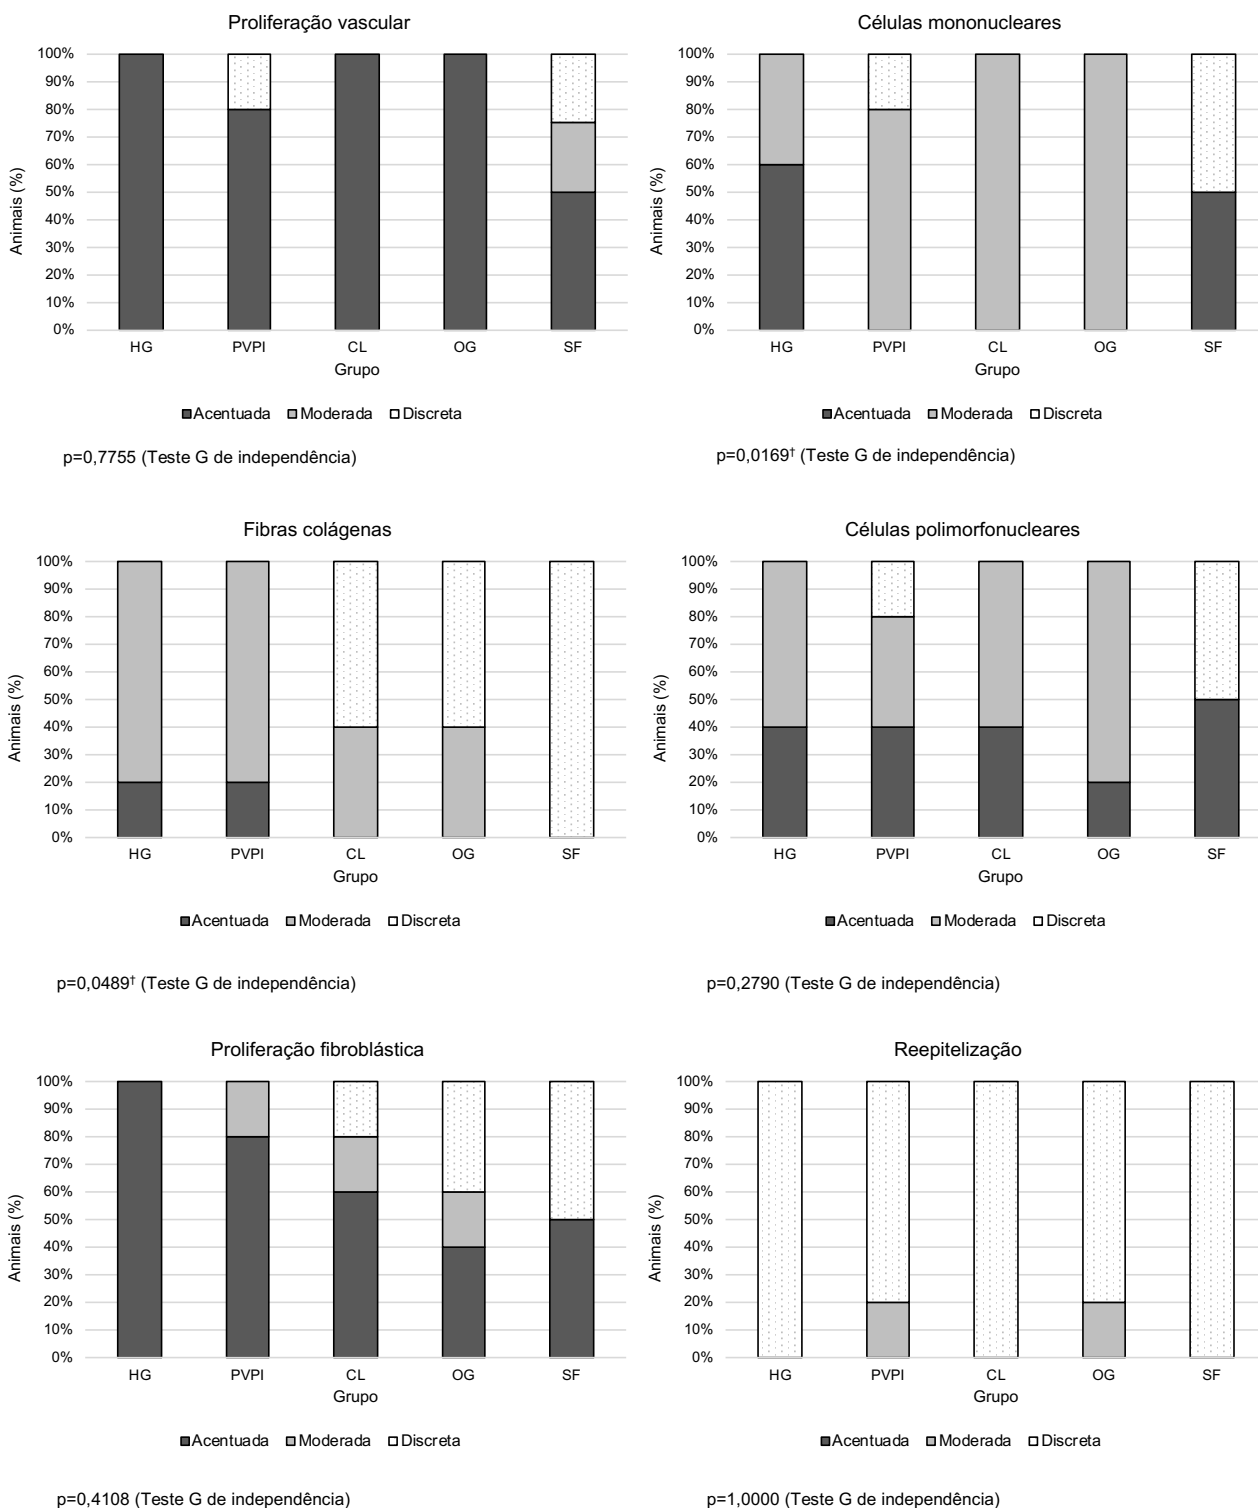 Proliferação vascular
100%
90%
80%
70%
60%
50%
40%
30%
20%
10%
0%
Animais (%)
HG PVPI CL OG SF
Grupo
Acentuada Moderada Discreta
p=0,7755 (Teste G de independência)
Células mononucleares
100%
90%
80%
70%
60%
50%
40%
30%
20%
10%
0%
Animais (%)
HG PVPI CL OG SF
Grupo
Acentuada Moderada Discreta
p=0,0169† (Teste G de independência)
Fibras colágenas
100%
90%
80%
70%
60%
50%
40%
30%
20%
10%
0%
Animais (%)
HG PVPI CL OG SF
Grupo
Acentuada Moderada Discreta
p=0,0489† (Teste G de independência)
Células polimorfonucleares
100%
90%
80%
70%
60%
50%
40%
30%
20%
10%
0%
Animais (%)
HG PVPI CL OG SF
Grupo
Acentuada Moderada Discreta
p=0,2790 (Teste G de independência)
Proliferação fibroblástica
100%
90%
80%
70%
60%
50%
40%
30%
20%
10%
0%
Animais (%)
HG PVPI CL OG SF
Grupo
Acentuada Moderada Discreta
p=0,4108 (Teste G de independência)
Reepitelização
100%
90%
80%
70%
60%
50%
40%
30%
20%
10%
0%
Animais (%)
HG PVPI CL OG SF
Grupo
Acentuada Moderada Discreta
p=1,0000 (Teste G de independência)